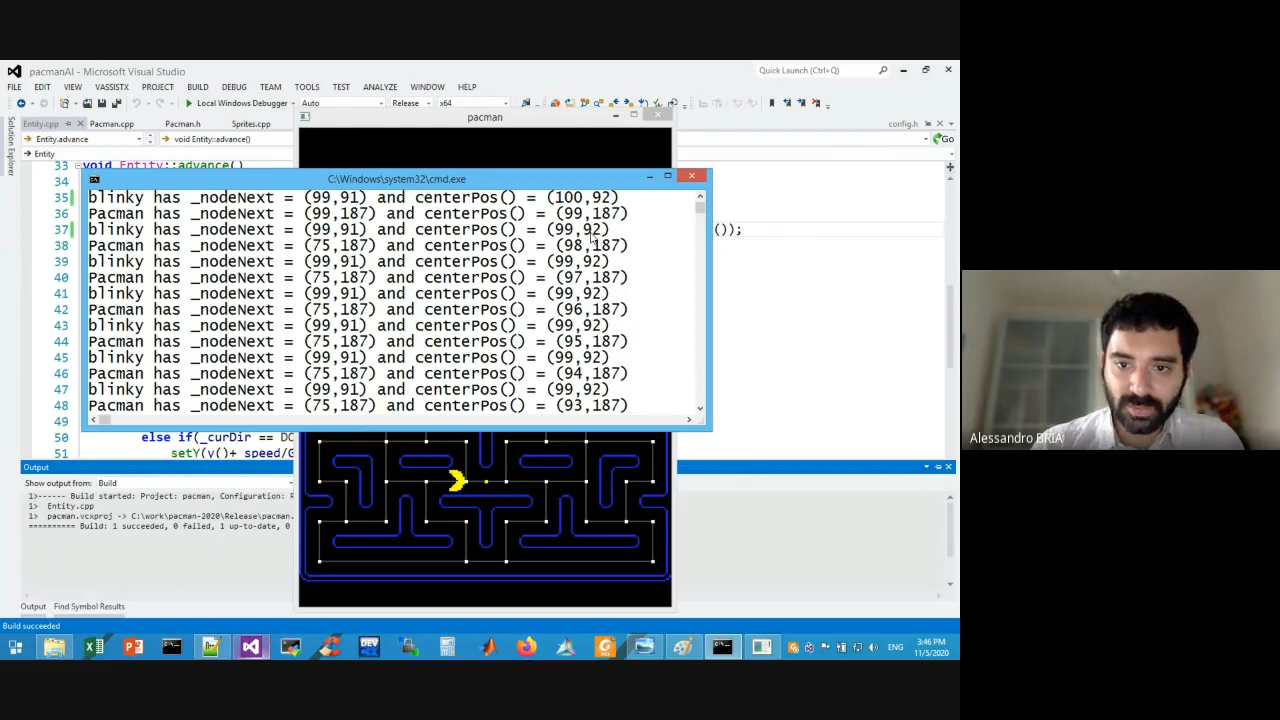 pacmanAI - Microsoft Visual Studio
Quick Launch (Ctrl+Q)
FILE EDIT VIEW VASSISTX PROJECT BUILD DEBUG TEAM TOOLS TEST ANALYZE WINDOW HELP
Local Windows Debugger Auto Release x64
Entity.cpp Pacman.cpp Pacman.h Sprites.cpp config.h
pacman
Entity.advance void Entity::advance() Go
Entity
Solution Explorer
33 void Entity::advance()
34
C:\Windows\system32\cmd.exe
35 blinky has _nodeNext = (99,91) and centerPos() = (100,92)
36 Pacman has _nodeNext = (99,187) and centerPos() = (99,187)
37 blinky has _nodeNext = (99,91) and centerPos() = (99,92) ());
38 Pacman has _nodeNext = (75,187) and centerPos() = (98,187)
39 blinky has _nodeNext = (99,91) and centerPos() = (99,92)
40 Pacman has _nodeNext = (75,187) and centerPos() = (97,187)
41 blinky has _nodeNext = (99,91) and centerPos() = (99,92)
42 Pacman has _nodeNext = (75,187) and centerPos() = (96,187)
43 blinky has _nodeNext = (99,91) and centerPos() = (99,92)
44 Pacman has _nodeNext = (75,187) and centerPos() = (95,187)
45 blinky has _nodeNext = (99,91) and centerPos() = (99,92)
46 Pacman has _nodeNext = (75,187) and centerPos() = (94,187)
47 blinky has _nodeNext = (99,91) and centerPos() = (99,92)
48 Pacman has _nodeNext = (75,187) and centerPos() = (93,187)
49
50 else if(_curDir == DO
51 setY(y()+ speed/G
Output
Show output from: Build
1>------ Build started: Project: pacman, Configuration: R
1> Entity.cpp
1> pacman.vcxproj -> C:\work\pacman-2020\Release\pacman.
========== Build: 1 succeeded, 0 failed, 1 up-to-date, 0
Output Find Symbol Results
Build succeeded
DEV
ENG
3:46 PM
11/5/2020
Alessandro BRIA